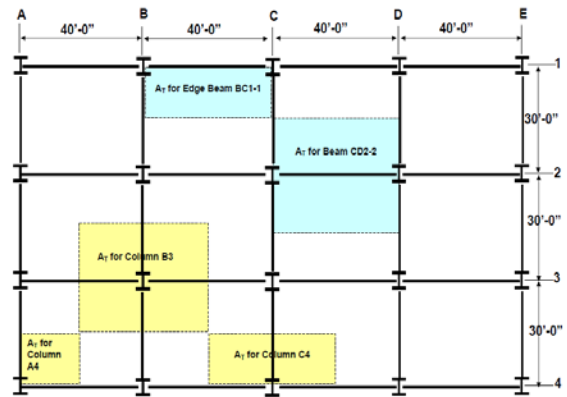 A B C D E
40'-0" 40'-0" 40'-0" 40'-0"
1
AT for Edge Beam BC1-1
30'-0"
AT for Beam CD2-2
2
30'-0"
AT for Column B3
3
30'-0"
AT for
Column
A4
AT for Column C4
4